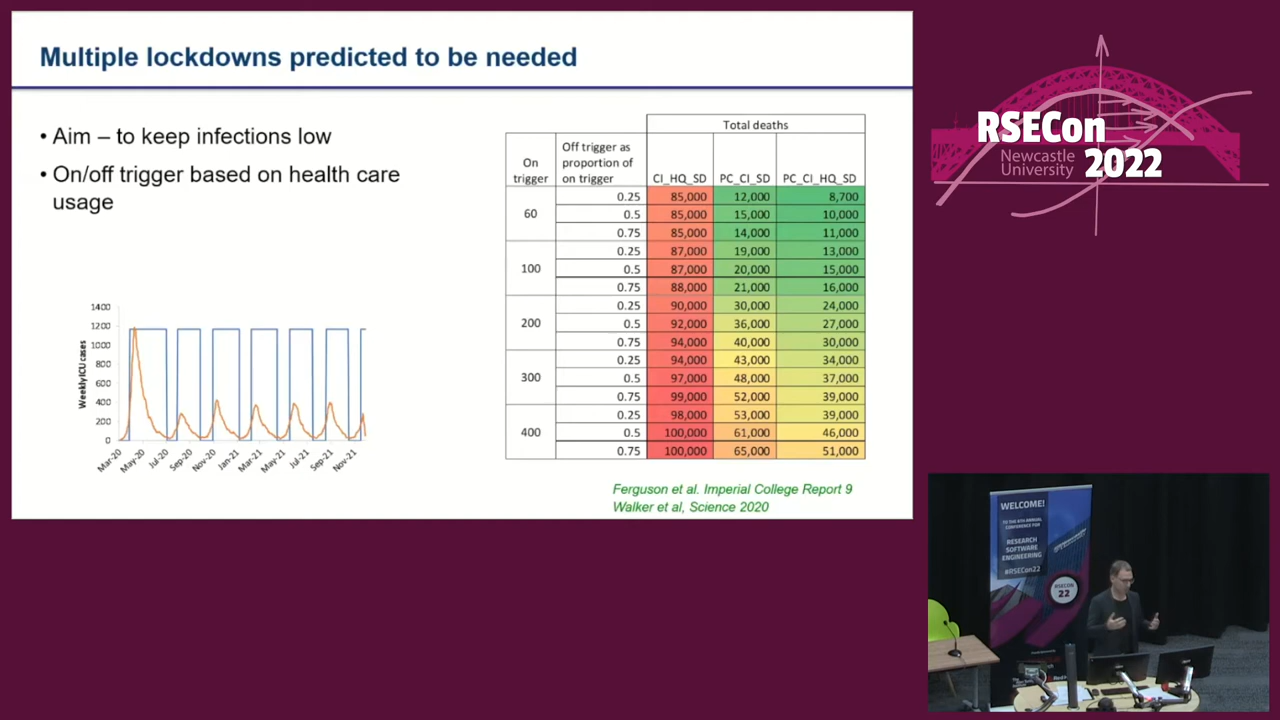 Multiple lockdowns predicted to be needed
• Aim – to keep infections low
• On/off trigger based on health care
usage
Total deaths
On
trigger
Off trigger as
proportion of
on trigger
CI_HQ_SD PC_CI_SD PC_CI_HQ_SD
60
0.25 85,000 12,000 8,700
0.5 85,000 15,000 10,000
0.75 85,000 14,000 11,000
100
0.25 87,000 19,000 13,000
0.5 87,000 20,000 15,000
0.75 88,000 21,000 16,000
200
0.25 90,000 30,000 24,000
0.5 92,000 36,000 27,000
0.75 94,000 40,000 30,000
300
0.25 94,000 43,000 34,000
0.5 97,000 48,000 37,000
0.75 99,000 52,000 39,000
400
0.25 98,000 53,000 39,000
0.5 100,000 61,000 46,000
0.75 100,000 65,000 51,000
Weekly ICU cases
1400
1200
1000
800
600
400
200
0
Mar-20 May-20 Jul-20 Sep-20 Nov-20 Jan-21 Mar-21 May-21 Jul-21 Sep-21 Nov-21
Ferguson et al. Imperial College Report 9
Walker et al, Science 2020
RSECon
Newcastle
University
2022
WELCOME!
TO THE 6TH ANNUAL
CONFERENCE FOR
RESEARCH
SOFTWARE
ENGINEERING
#RSECon22
RSECON
22